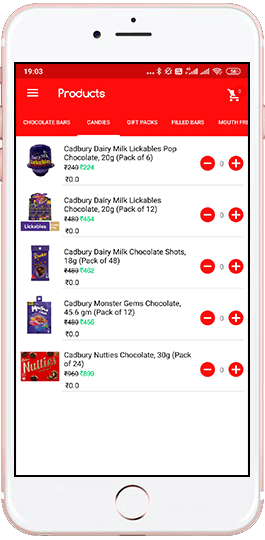 19:03
56
Products
0
CHOCOLATE BARS CANDIES GIFT PACKS FILLED BARS MOUTH FRE
Cadbury Dairy Milk Lickables Pop
Chocolate, 20g (Pack of 6)
₹240 ₹224
0
₹0.0
Cadbury Dairy Milk Lickables
Chocolate, 20g (Pack of 12)
₹480 ₹454
0
Lickables
₹0.0
Cadbury Dairy Milk Chocolate Shots,
18g (Pack of 48)
₹480 ₹462
0
₹0.0
Cadbury Monster Gems Chocolate,
45.6 gm (Pack of 12)
₹480 ₹456
0
₹0.0
Cadbury Nutties Chocolate, 30g (Pack
of 24)
Nutties
₹960 ₹899
0
₹0.0